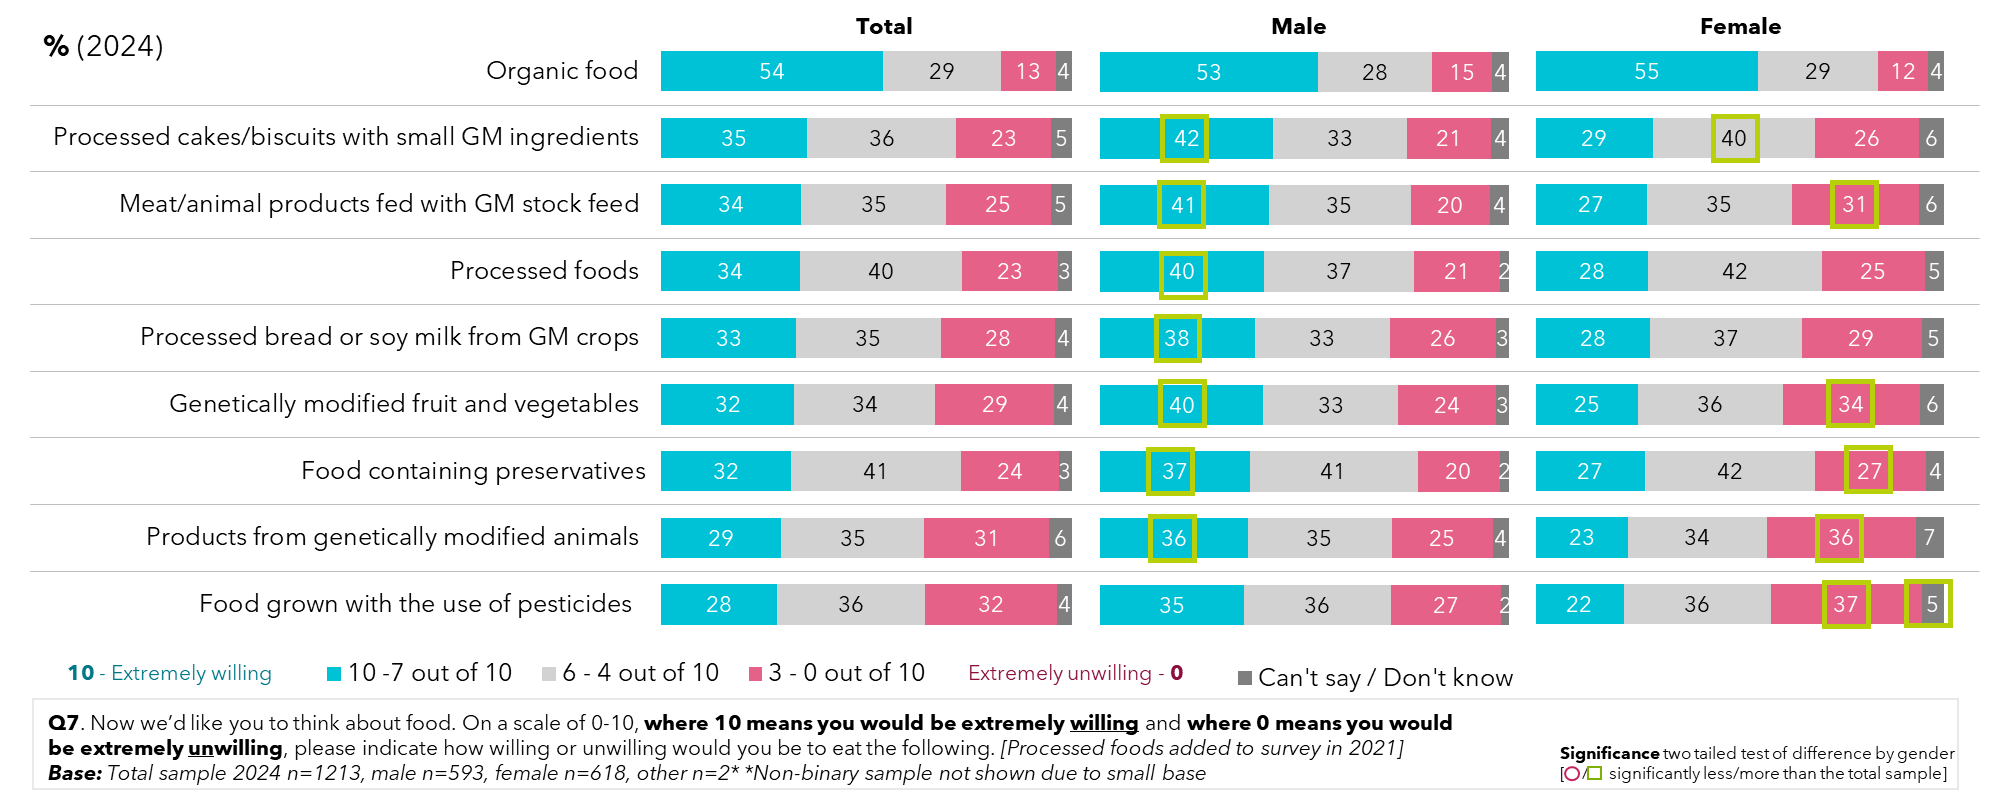 Total Male Female
% (2024)
Organic food 54 29 13 4 53 28 15 4 55 29 12 4
Processed cakes/biscuits with small GM ingredients 35 36 23 5 42 33 21 4 29 40 26 6
Meat/animal products fed with GM stock feed 34 35 25 5 41 35 20 4 27 35 31 6
Processed foods 34 40 23 3 40 37 21 2 28 42 25 5
Processed bread or soy milk from GM crops 33 35 28 4 38 33 26 3 28 37 29 5
Genetically modified fruit and vegetables 32 34 29 4 40 33 24 3 25 36 34 6
Food containing preservatives 32 41 24 3 37 41 20 2 27 42 27 4
Products from genetically modified animals 29 35 31 6 36 35 25 4 23 34 36 7
Food grown with the use of pesticides 28 36 32 4 35 36 27 2 22 36 37 5
10 - Extremely willing 10 -7 out of 10 6 - 4 out of 10 3 - 0 out of 10 Extremely unwilling - 0 Can't say / Don't know
Q7. Now we’d like you to think about food. On a scale of 0-10, where 10 means you would be extremely willing and where 0 means you would
be extremely unwilling, please indicate how willing or unwilling would you be to eat the following. [Processed foods added to survey in 2021]
Base: Total sample 2024 n=1213, male n=593, female n=618, other n=2* *Non-binary sample not shown due to small base
Significance two tailed test of difference by gender
[/ significantly less/more than the total sample]